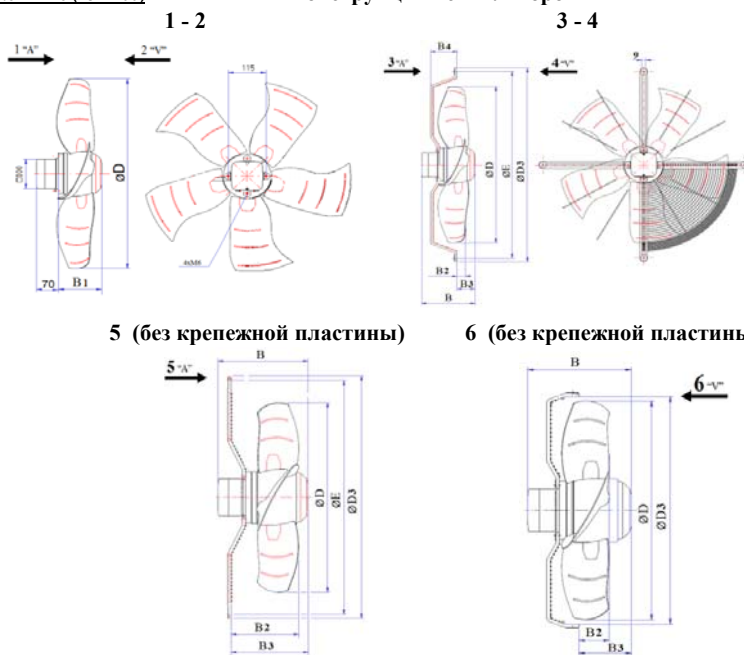 1 - 2
3 - 4
1 "A"
2 "V"
115
ØD
70
B1
3 "A"
B4
4 "V"
9
ØD
ØE
ØD3
B2
B3
B
5 (без крепежной пластины)
6 (без крепежной пластины
B
5 "A"
ØD
ØE
ØD3
B2
B3
B
6 "V"
ØD
ØD3
B2
B3